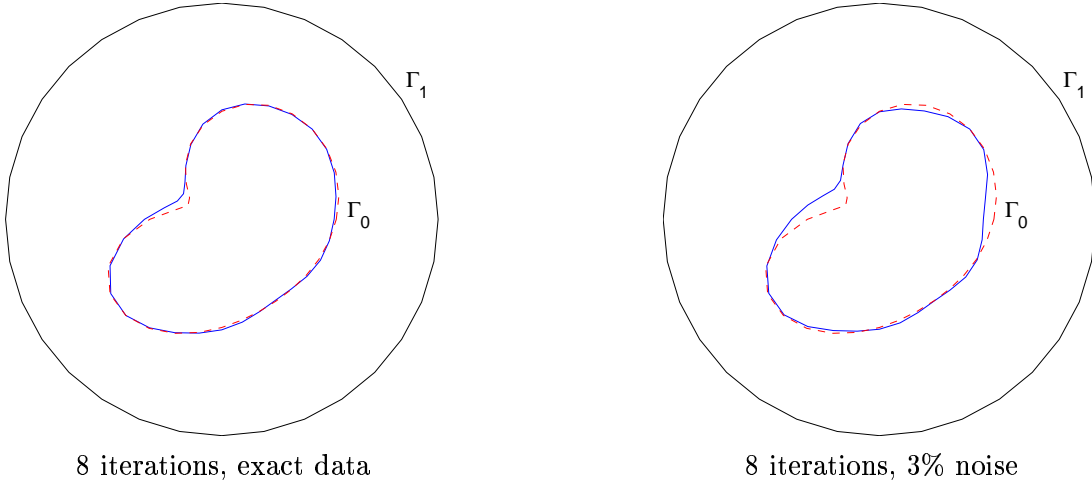 Γ1
Γ0
8 iterations, exact data
Γ1
Γ0
8 iterations, 3% noise